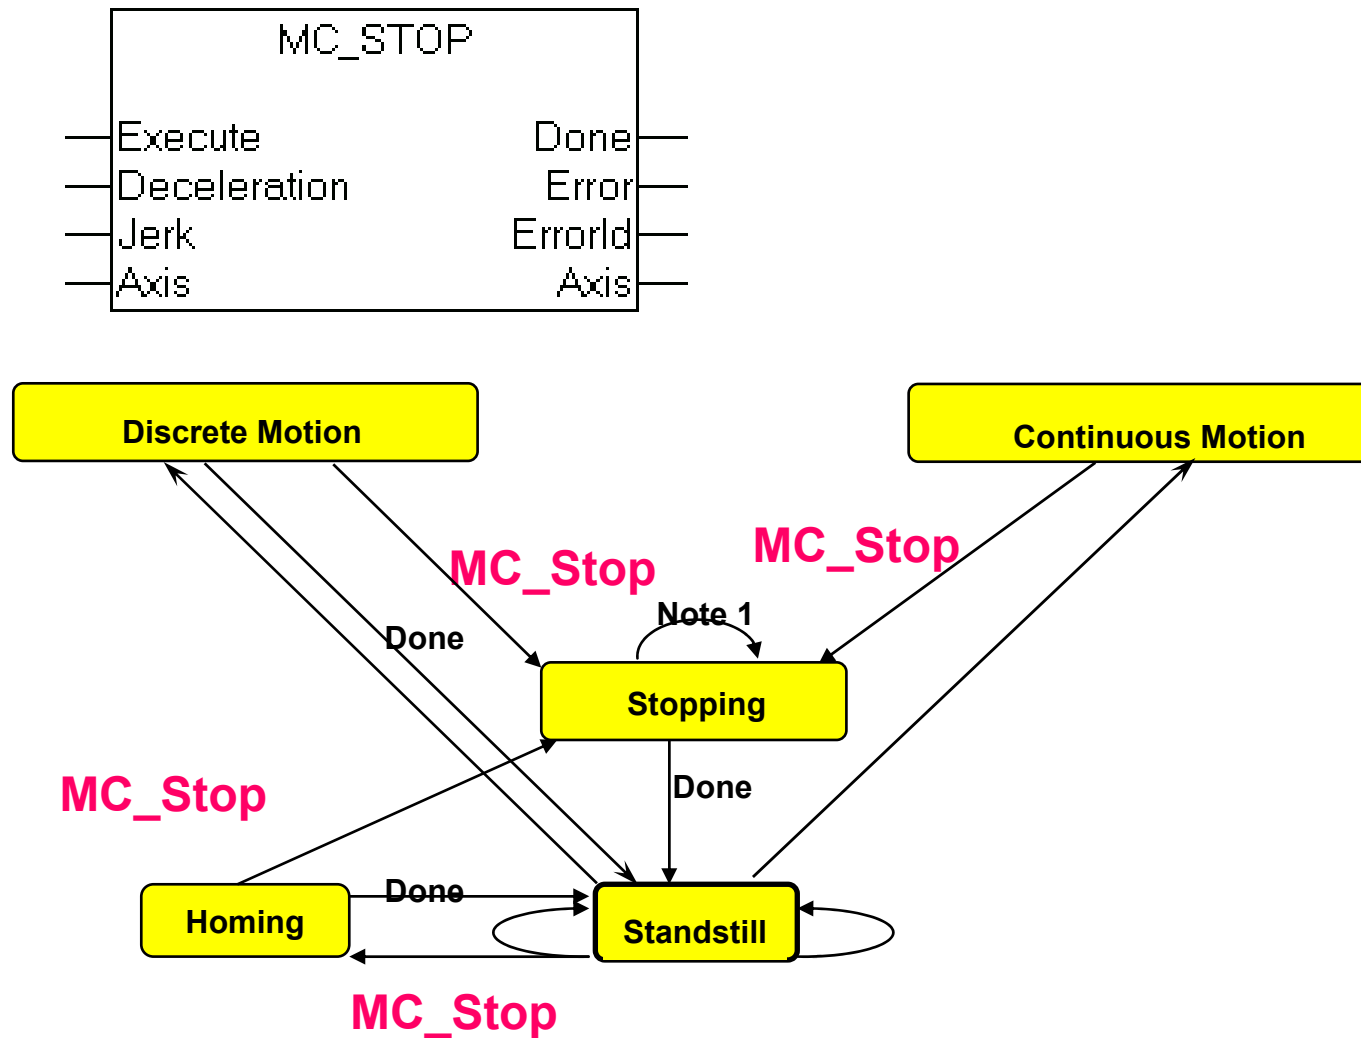 MC_STOP
Execute Done
Deceleration Error
Jerk ErrorId
Axis Axis
Discrete Motion
Continuous Motion
MC_Stop
MC_Stop
Note 1
Done
Stopping
MC_Stop
Done
Done
Homing
Standstill
MC_Stop